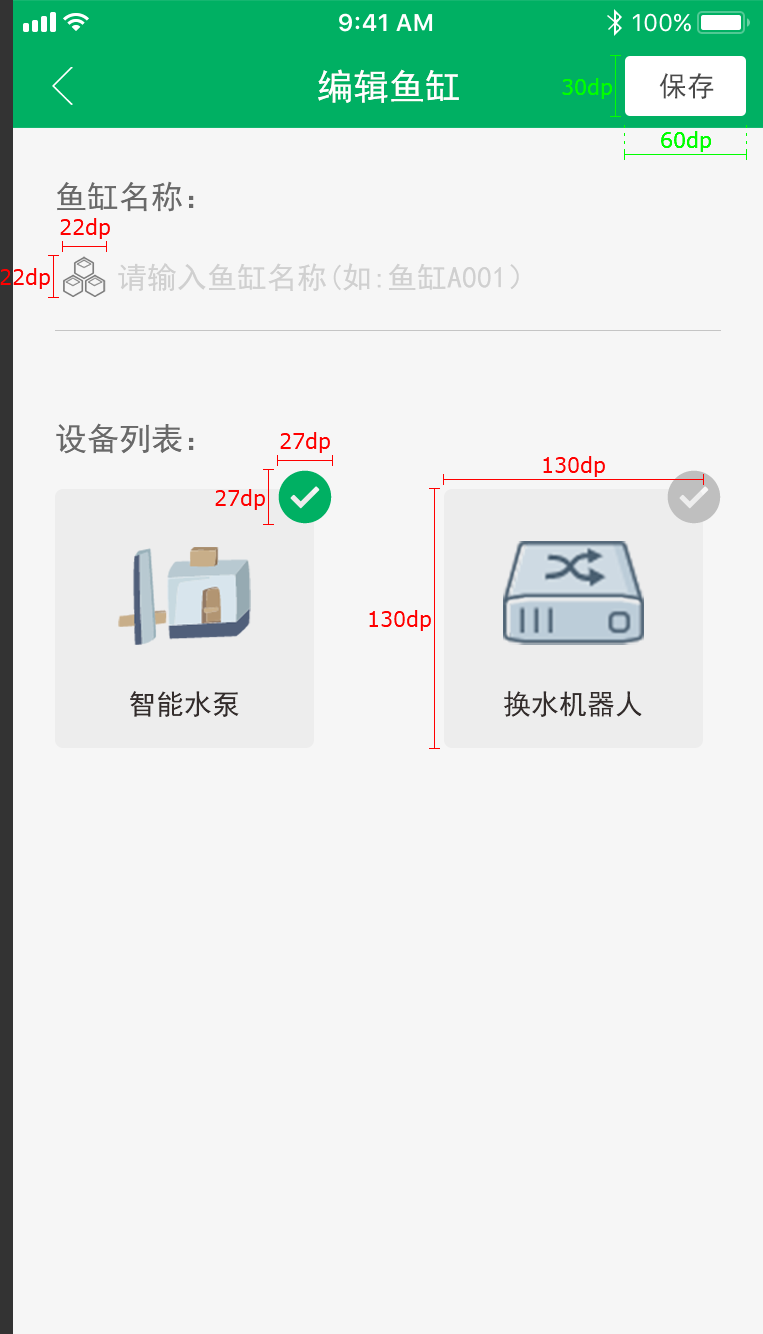 9:41 AM 100%
编辑鱼缸 30dp 保存
60dp
鱼缸名称：
22dp
22dp 请输入鱼缸名称(如:鱼缸A001)
设备列表：
27dp
27dp
130dp
130dp
智能水泵 换水机器人